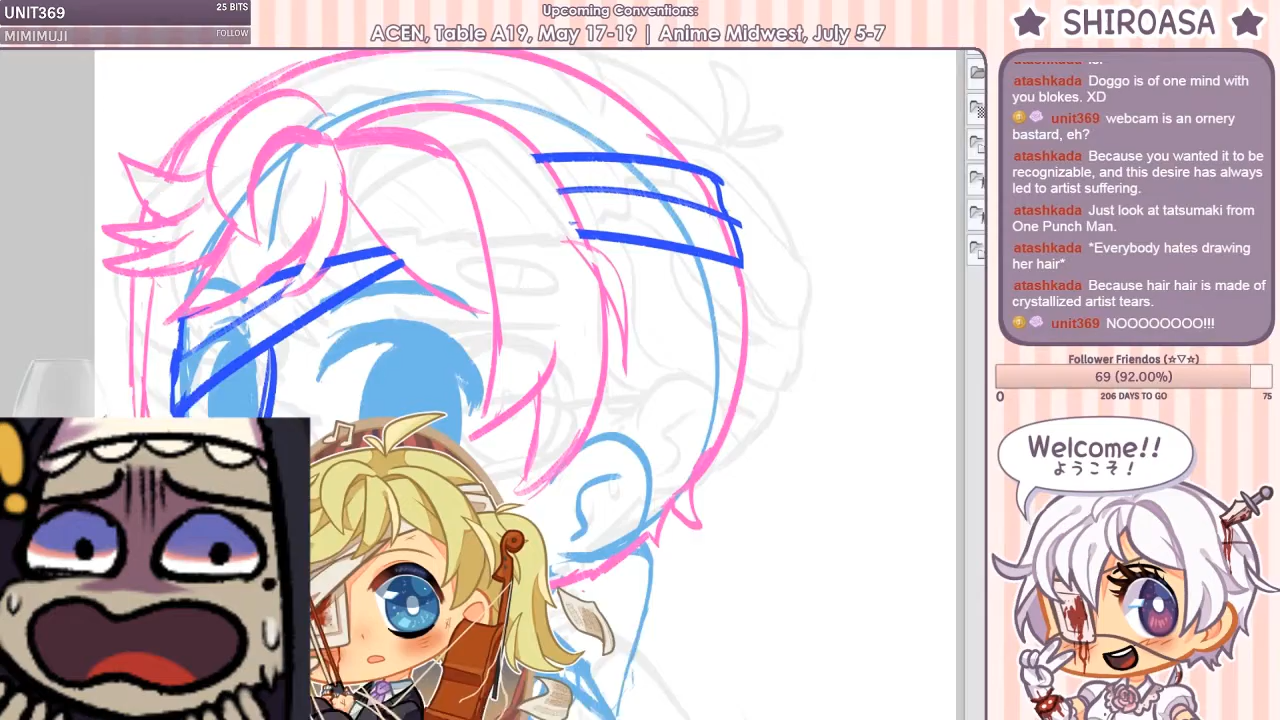 UNIT369
25 BITS
MIMIMUJI
FOLLOW
Upcoming Conventions:
ACEN, Table A19, May 17-19 | Anime Midwest, July 5-7
SHIROASA
atashkada Doggo is of one mind with
you blokes. XD
unit369 webcam is an ornery
bastard, eh?
atashkada Because you wanted it to be
recognizable, and this desire has always
led to artist suffering.
atashkada Just look at tatsumaki from
One Punch Man.
atashkada *Everybody hates drawing
her hair*
atashkada Because hair hair is made of
crystallized artist tears.
unit369 NOOOOOOOO!!!
Follower Friendos (☆▽☆)
69 (92.00%)
0
206 DAYS TO GO
75
Welcome!!
ようこそ!